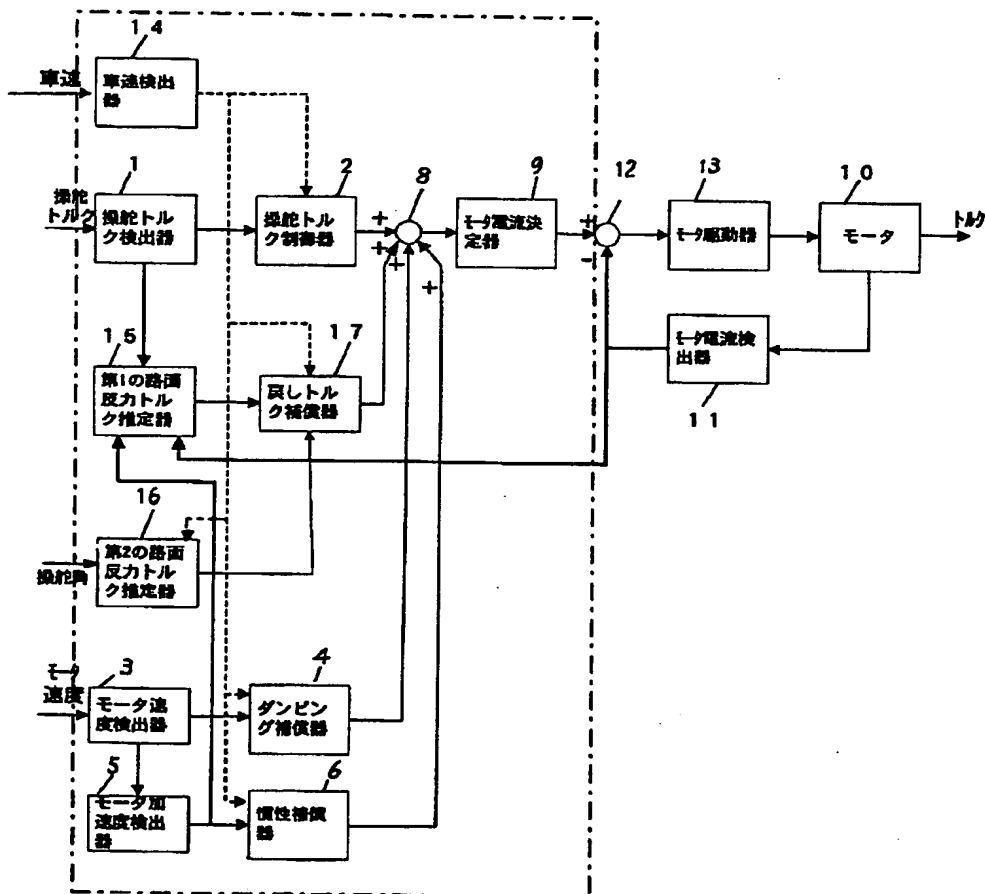 14
車速
車速検出
器
1
操舵
トルク
操舵トル
ク検出器
2
操舵トル
ク制御器
+
+
+
+
8
9
モータ電流決
定器
12
+
-
13
モータ駆動器
10
モータ
トルク
モータ電流検
出器
11
15
第1の路面
反力トル
ク推定器
17
戻しトル
ク補償器
16
操舵角
第2の路面
反力トル
ク推定器
モータ
速度
3
モータ速
度検出器
4
ダンピン
グ補償器
5
モータ加
速度検出
器
6
慣性補償
器